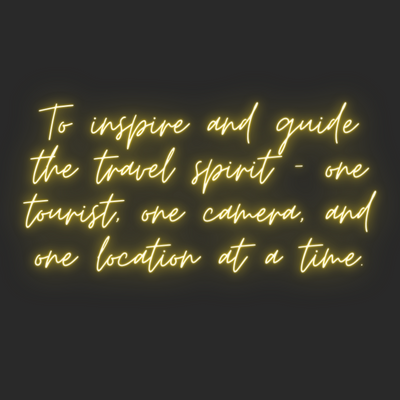 To inspire and guide
the travel spirit - one
tourist, one camera, and
one location at a time.